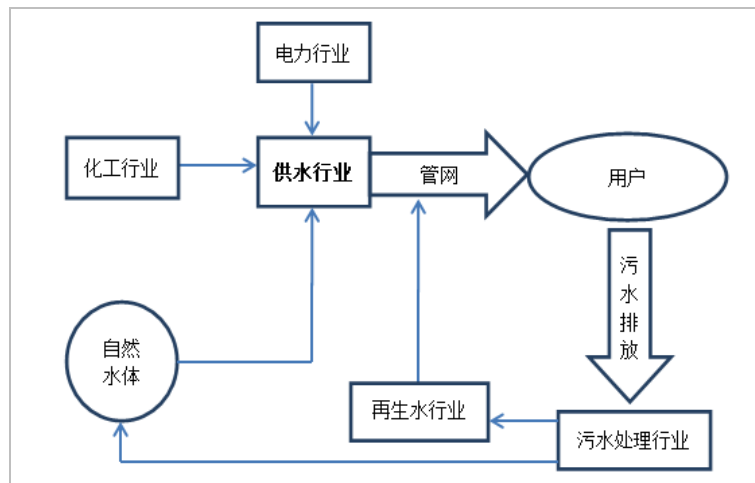 电力行业
化工行业
供水行业
管网
用户
污
水
排
放
自然
水体
再生水行业
污水处理行业